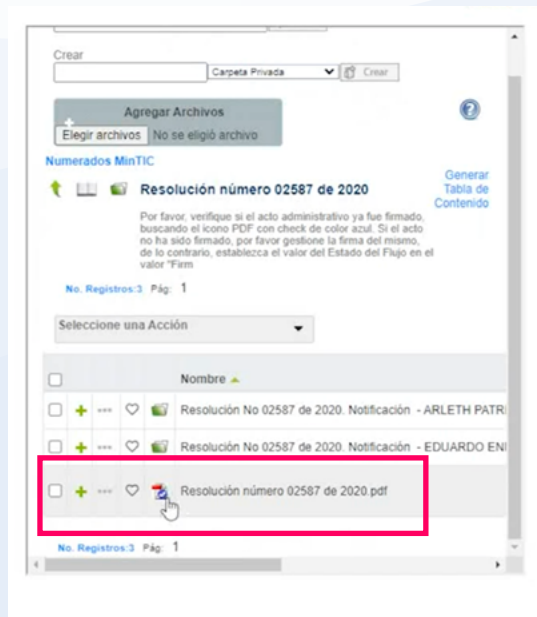 Crear
Carpeta Privada
Crear
Agregar Archivos
Elegir archivos No se eligió archivo
Numerados MinTIC
Resolución número 02587 de 2020
Generar
Tabla de
Contenido
Por favor, verifique si el acto administrativo ya fue firmado,
buscando el icono PDF con check de color azul. Si el acto
no ha sido firmado, por favor gestione la firma del mismo,
de lo contrario, establezca el valor del Estado del Flujo en el
valor "Firm
No. Registros:3 Pág: 1
Seleccione una Acción
Nombre
Resolución No 02587 de 2020. Notificación - ARLETH PATR
Resolución No 02587 de 2020. Notificación - EDUARDO EN
Resolución número 02587 de 2020.pdf
No. Registros:3 Pág: 1